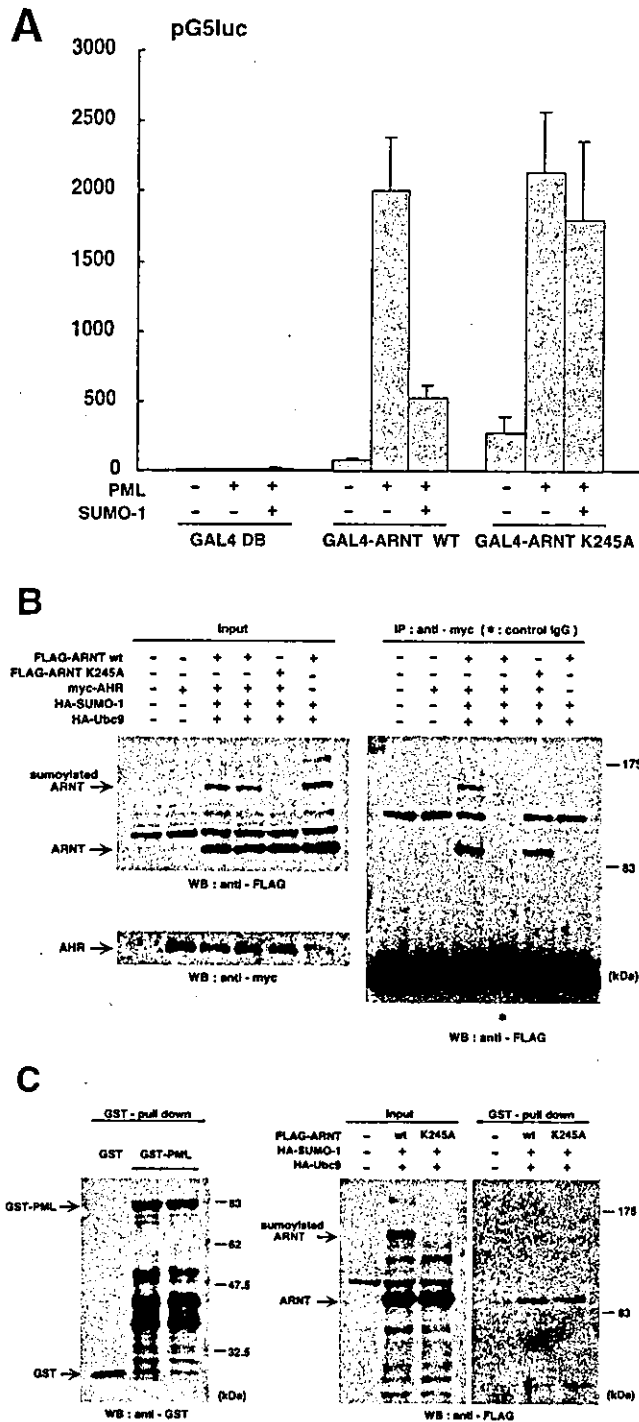 A
pG5luc
3000
2500
2000
1500
1000
500
0
PML - + + - + + - + +
SUMO-1 + + +
GAL4 DB GAL4-ARNT WT GAL4-ARNT K245A
B
Input
IP : anti - myc ( * : control IgG )
FLAG-ARNT wt - - + + - + - - + + - +
FLAG-ARNT K245A - - - - + - - - - - + -
myc-AHR - + + + + - - + + + + -
HA-SUMO-1 - - + + + + - - + + + +
HA-Ubc9 - - + + + + - - + + + +
sumoylated
ARNT
ARNT
WB : anti - FLAG
AHR
WB : anti - myc
175
83
(kDa)
*
WB : anti - FLAG
C
GST - pull down
GST GST-PML
GST-PML
GST
83
62
47.5
32.5
(kDa)
WB : anti - GST
Input GST - pull down
FLAG-ARNT - wt K245A - wt K245A
HA-SUMO-1 - + + - + +
HA-Ubc9 - + + - + +
sumoylated
ARNT
ARNT
175
83
(kDa)
WB : anti - FLAG